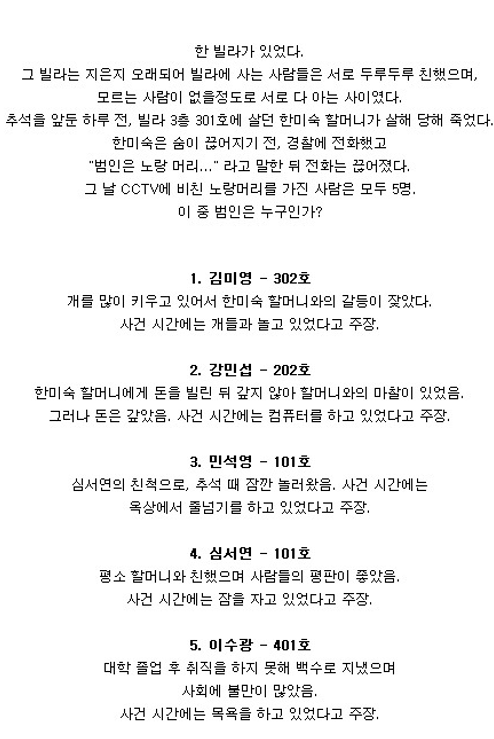 한 빌라가 있었다.
그 빌라는 지은지 오래되어 빌라에 사는 사람들은 서로 두루두루 친했으며,
모르는 사람이 없을정도로 서로 다 아는 사이였다.
추석을 앞둔 하루 전, 빌라 3층 301호에 살던 한미숙 할머니가 살해 당해 죽었다.
한미숙은 숨이 끊어지기 전, 경찰에 전화했고
"범인은 노랑 머리..." 라고 말한 뒤 전화는 끊어졌다.
그 날 CCTV에 비친 노랑머리를 가진 사람은 모두 5명.
이 중 범인은 누구인가?
1. 김미영 - 302호
개를 많이 키우고 있어서 한미숙 할머니와의 갈등이 잦았다.
사건 시간에는 개들과 놀고 있었다고 주장.
2. 강민섭 - 202호
한미숙 할머니에게 돈을 빌린 뒤 갚지 않아 할머니와의 마찰이 있었음.
그러나 돈은 갚았음. 사건 시간에는 컴퓨터를 하고 있었다고 주장.
3. 민석영 - 101호
심서연의 친척으로, 추석 때 잠깐 놀러왔음. 사건 시간에는
옥상에서 줄넘기를 하고 있었다고 주장.
4. 심서연 - 101호
평소 할머니와 친했으며 사람들의 평판이 좋았음.
사건 시간에는 잠을 자고 있었다고 주장.
5. 이수광 - 401호
대학 졸업 후 취직을 하지 못해 백수로 지냈으며
사회에 불만이 많았음.
사건 시간에는 목욕을 하고 있었다고 주장.